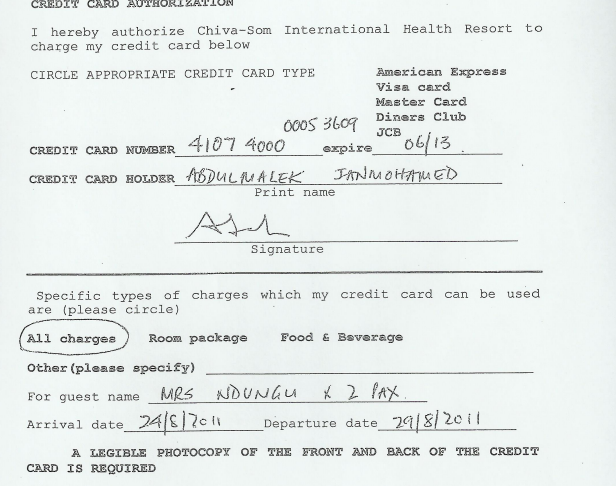 CREDIT CARD AUTHORIZATION
I hereby authorize Chiva-Som International Health Resort to
charge my credit card below
CIRCLE APPROPRIATE CREDIT CARD TYPE
American Express
Visa card
Master Card
Diners Club
JCB
0005 3609
CREDIT CARD NUMBER 4107 4000 expire 06/13
CREDIT CARD HOLDER ABDULMALEK JANMOHAMED
Print name
Signature
Specific types of charges which my credit card can be used
are (please circle)
All charges Room package Food & Beverage
Other(please specify)
For guest name MRS NDUNGU x 2 PAX
Arrival date 24/8/2011 Departure date 29/8/2011
A LEGIBLE PHOTOCOPY OF THE FRONT AND BACK OF THE CREDIT
CARD IS REQUIRED